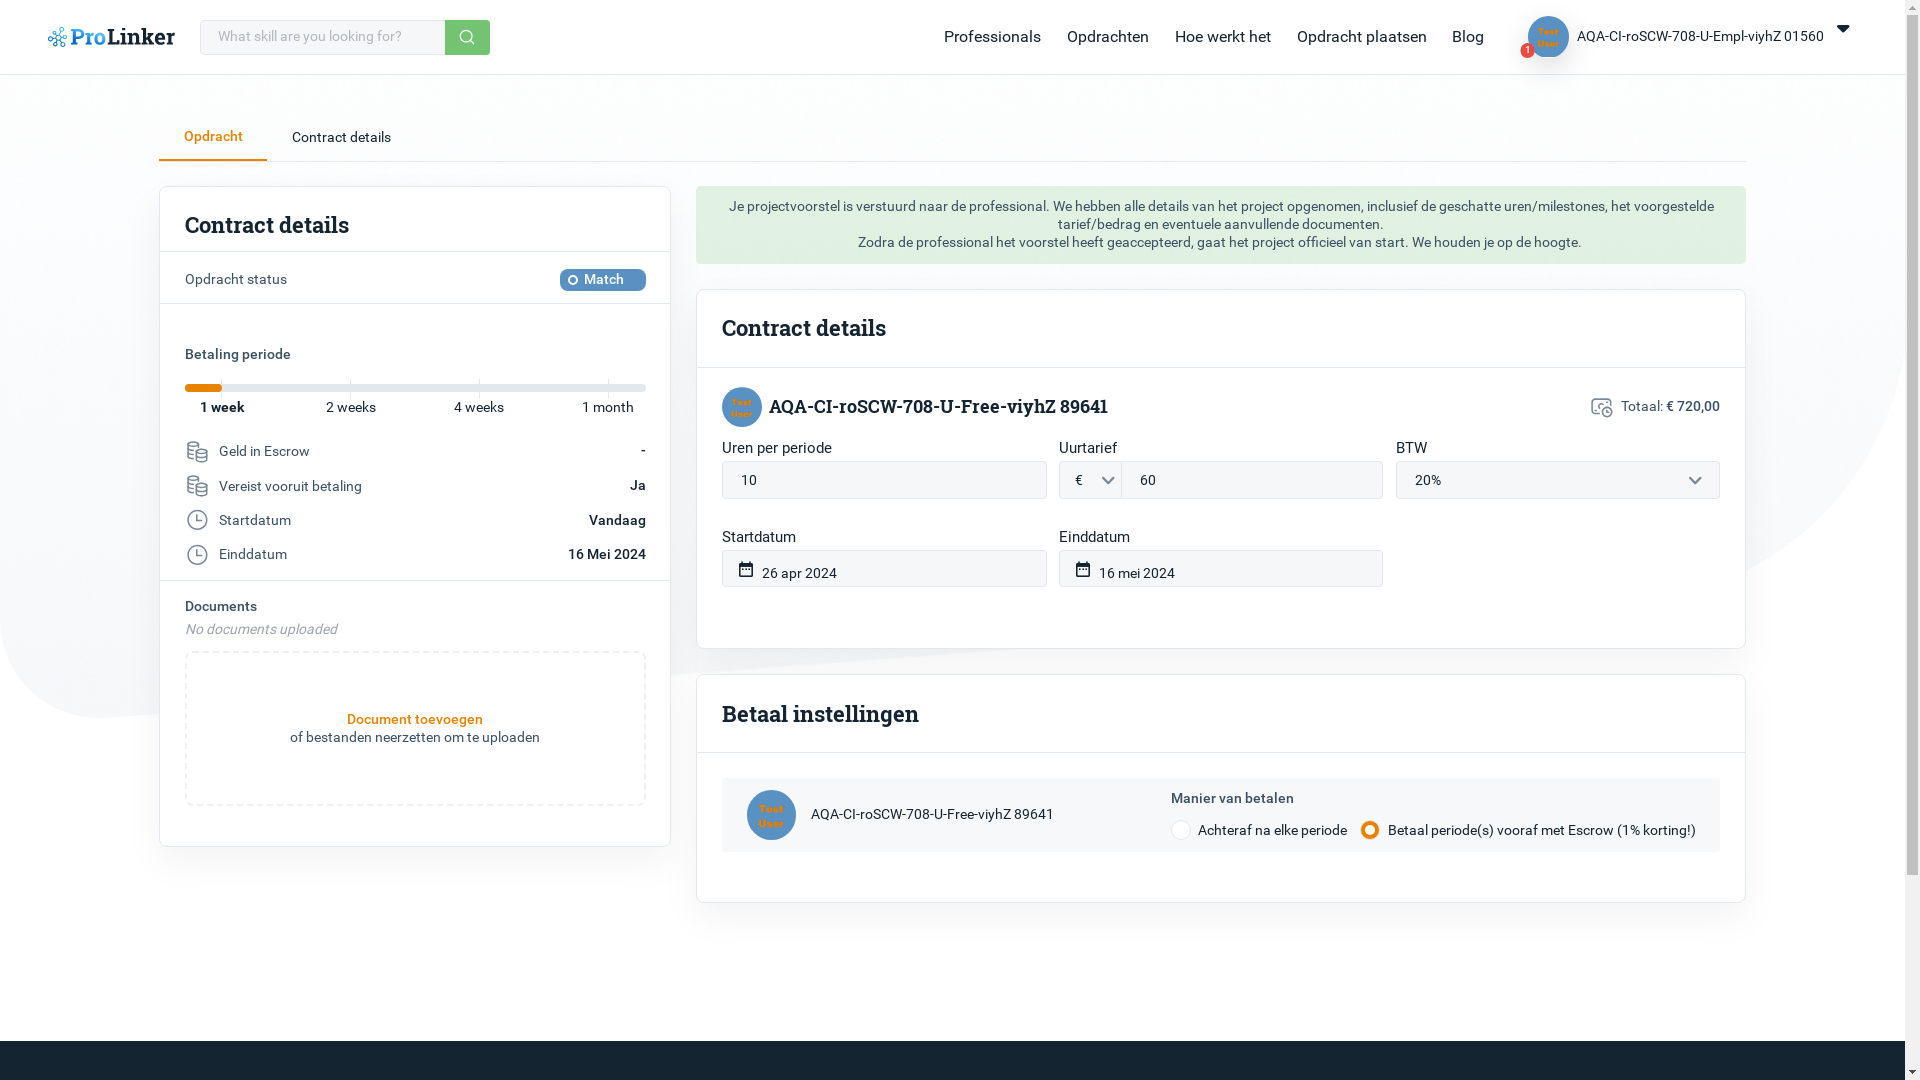 ProLinker
What skill are you looking for?
Professionals
Opdrachten
Hoe werkt het
Opdracht plaatsen
Blog
Test
User
1
AQA-CI-roSCW-708-U-Empl-viyhZ 01560
Opdracht
Contract details
Contract details
Opdracht status
Match
Betaling periode
1 week
2 weeks
4 weeks
1 month
Geld in Escrow
-
Vereist vooruit betaling
Ja
Startdatum
Vandaag
Einddatum
16 Mei 2024
Documents
No documents uploaded
Document toevoegen
of bestanden neerzetten om te uploaden
Je projectvoorstel is verstuurd naar de professional. We hebben alle details van het project opgenomen, inclusief de geschatte uren/milestones, het voorgestelde
tarief/bedrag en eventuele aanvullende documenten.
Zodra de professional het voorstel heeft geaccepteerd, gaat het project officieel van start. We houden je op de hoogte.
Contract details
Test
User
AQA-CI-roSCW-708-U-Free-viyhZ 89641
Totaal: € 720,00
Uren per periode
Uurtarief
BTW
10
€
60
20%
Startdatum
Einddatum
26 apr 2024
16 mei 2024
Betaal instellingen
Test
User
AQA-CI-roSCW-708-U-Free-viyhZ 89641
Manier van betalen
Achteraf na elke periode
Betaal periode(s) vooraf met Escrow (1% korting!)